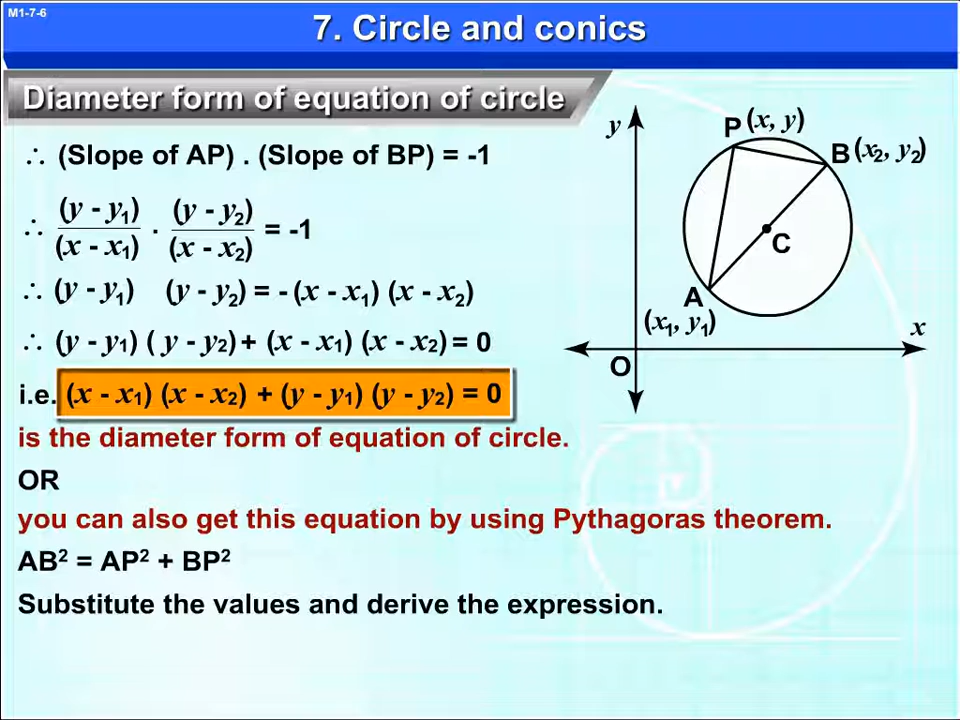 M1-7-6
7. Circle and conics
Diameter form of equation of circle
∴ (Slope of AP) . (Slope of BP) = -1
∴ (y - y₁)/(x - x₁) . (y - y₂)/(x - x₂) = -1
∴ (y - y₁) (y - y₂) = - (x - x₁) (x - x₂)
∴ (y - y₁) ( y - y₂) + (x - x₁) (x - x₂) = 0
i.e. (x - x₁) (x - x₂) + (y - y₁) (y - y₂) = 0
is the diameter form of equation of circle.
OR
you can also get this equation by using Pythagoras theorem.
AB² = AP² + BP²
Substitute the values and derive the expression.
y
P (x, y)
B (x₂, y₂)
C
A
(x₁, y₁)
x
O